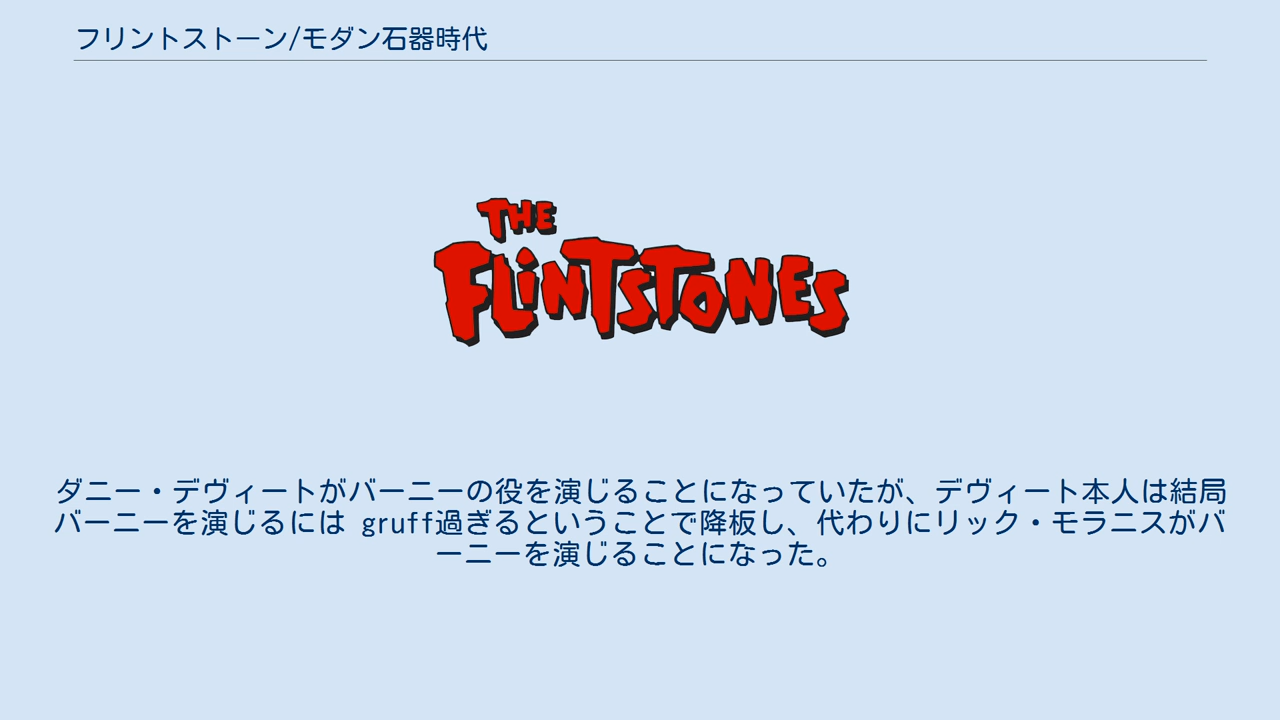 フリントストーン/モダン石器時代
THE
FLINTSTONES
ダニー・デヴィートがバーニーの役を演じることになっていたが、デヴィート本人は結局
バーニーを演じるには gruff過ぎるということで降板し、代わりにリック・モラニスがバ
ーニーを演じることになった。